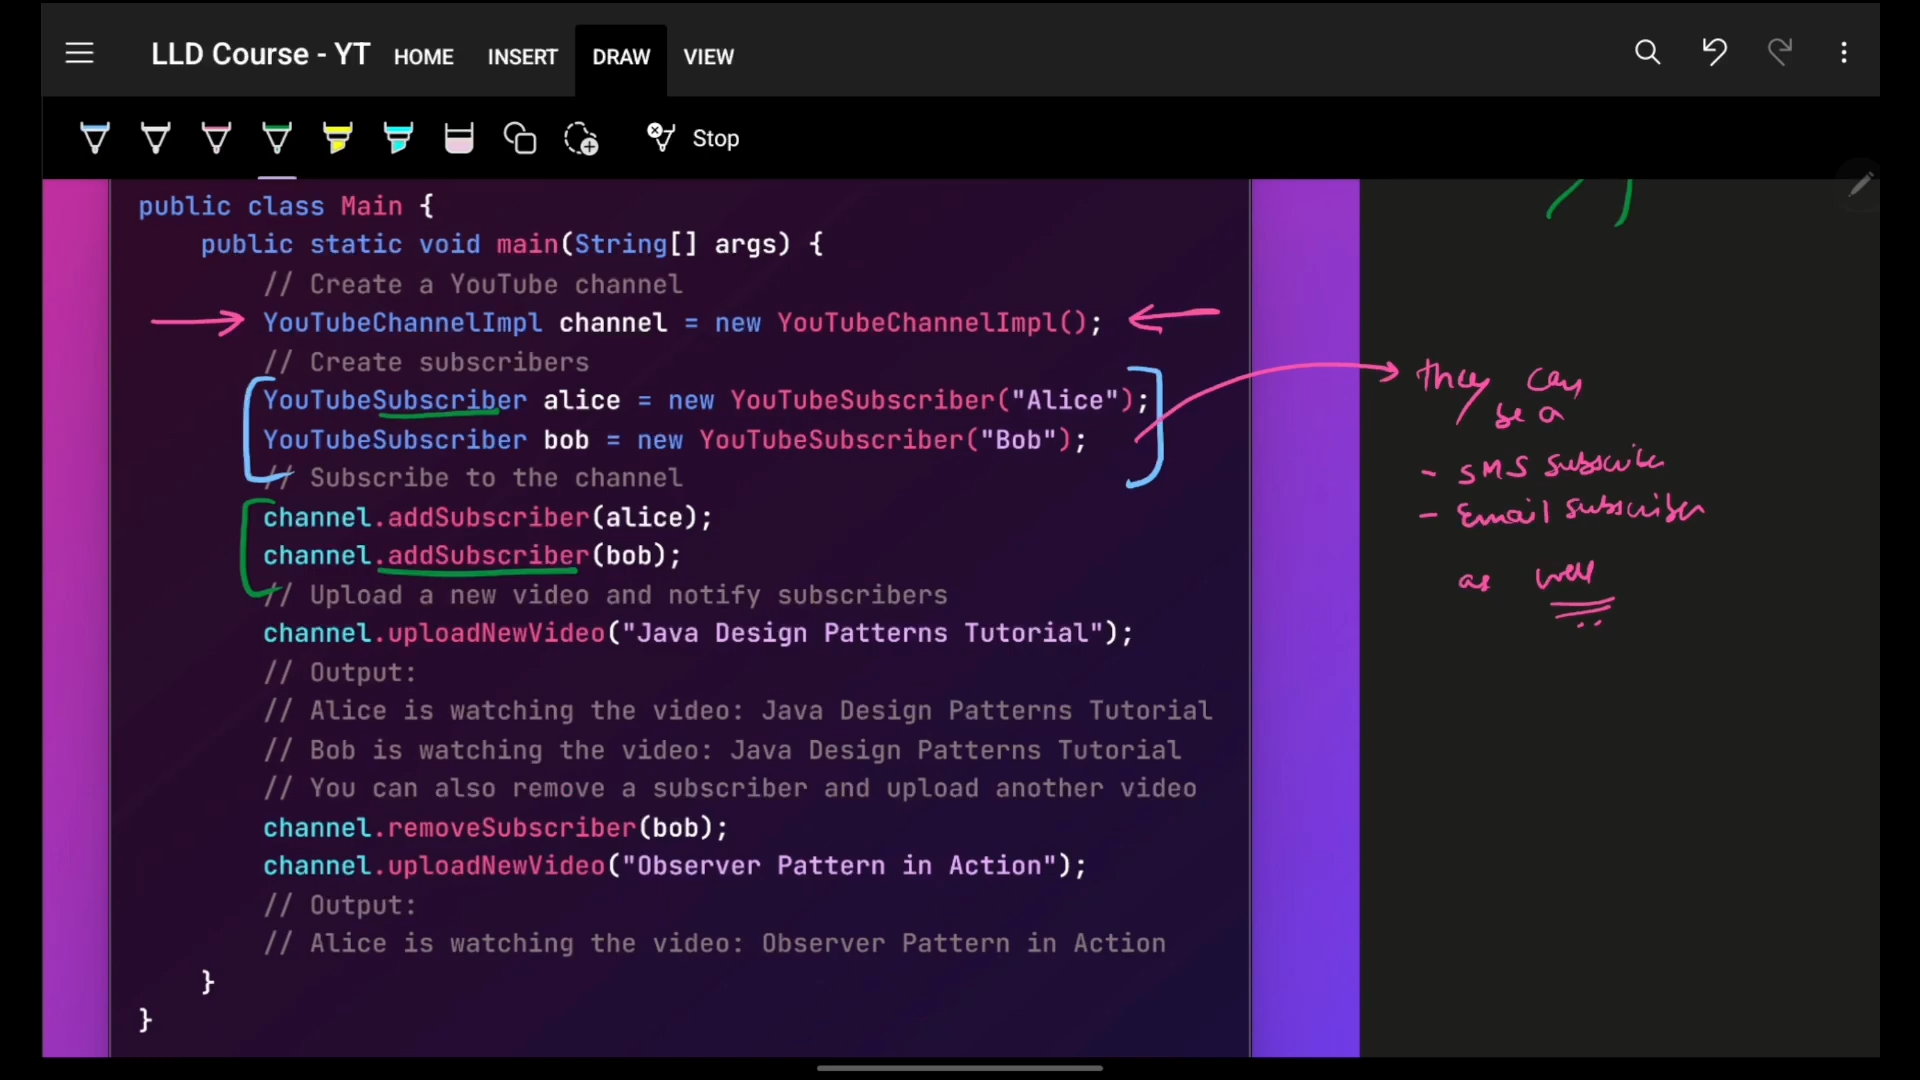 LLD Course - YT HOME INSERT DRAW VIEW
Stop
public class Main {
public static void main(String[] args) {
// Create a YouTube channel
YouTubeChannelImpl channel = new YouTubeChannelImpl();
// Create subscribers
YouTubeSubscriber alice = new YouTubeSubscriber("Alice");
YouTubeSubscriber bob = new YouTubeSubscriber("Bob");
// Subscribe to the channel
channel.addSubscriber(alice);
channel.addSubscriber(bob);
// Upload a new video and notify subscribers
channel.uploadNewVideo("Java Design Patterns Tutorial");
// Output:
// Alice is watching the video: Java Design Patterns Tutorial
// Bob is watching the video: Java Design Patterns Tutorial
// You can also remove a subscriber and upload another video
channel.removeSubscriber(bob);
channel.uploadNewVideo("Observer Pattern in Action");
// Output:
// Alice is watching the video: Observer Pattern in Action
}
}
they can
be a
- SMS subscriber
- Email subscriber
as well